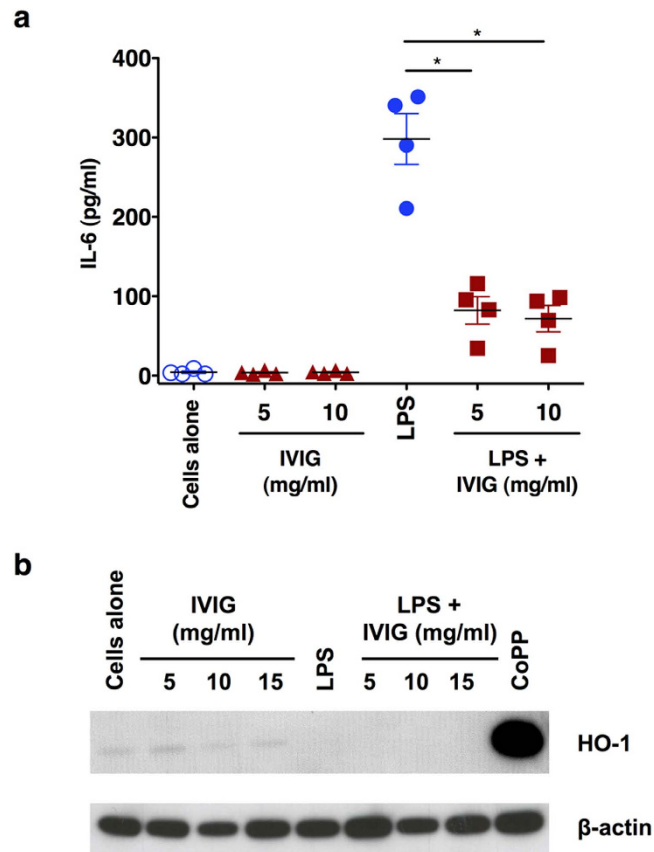 a
* 
*
400
300
200
100
0
IL-6 (pg/ml)
Cells alone
5 10
IVIG
(mg/ml)
LPS
5 10
LPS +
IVIG (mg/ml)
b
Cells alone
IVIG
(mg/ml)
5 10 15
LPS
LPS +
IVIG (mg/ml)
5 10 15
CoPP
HO-1
β-actin